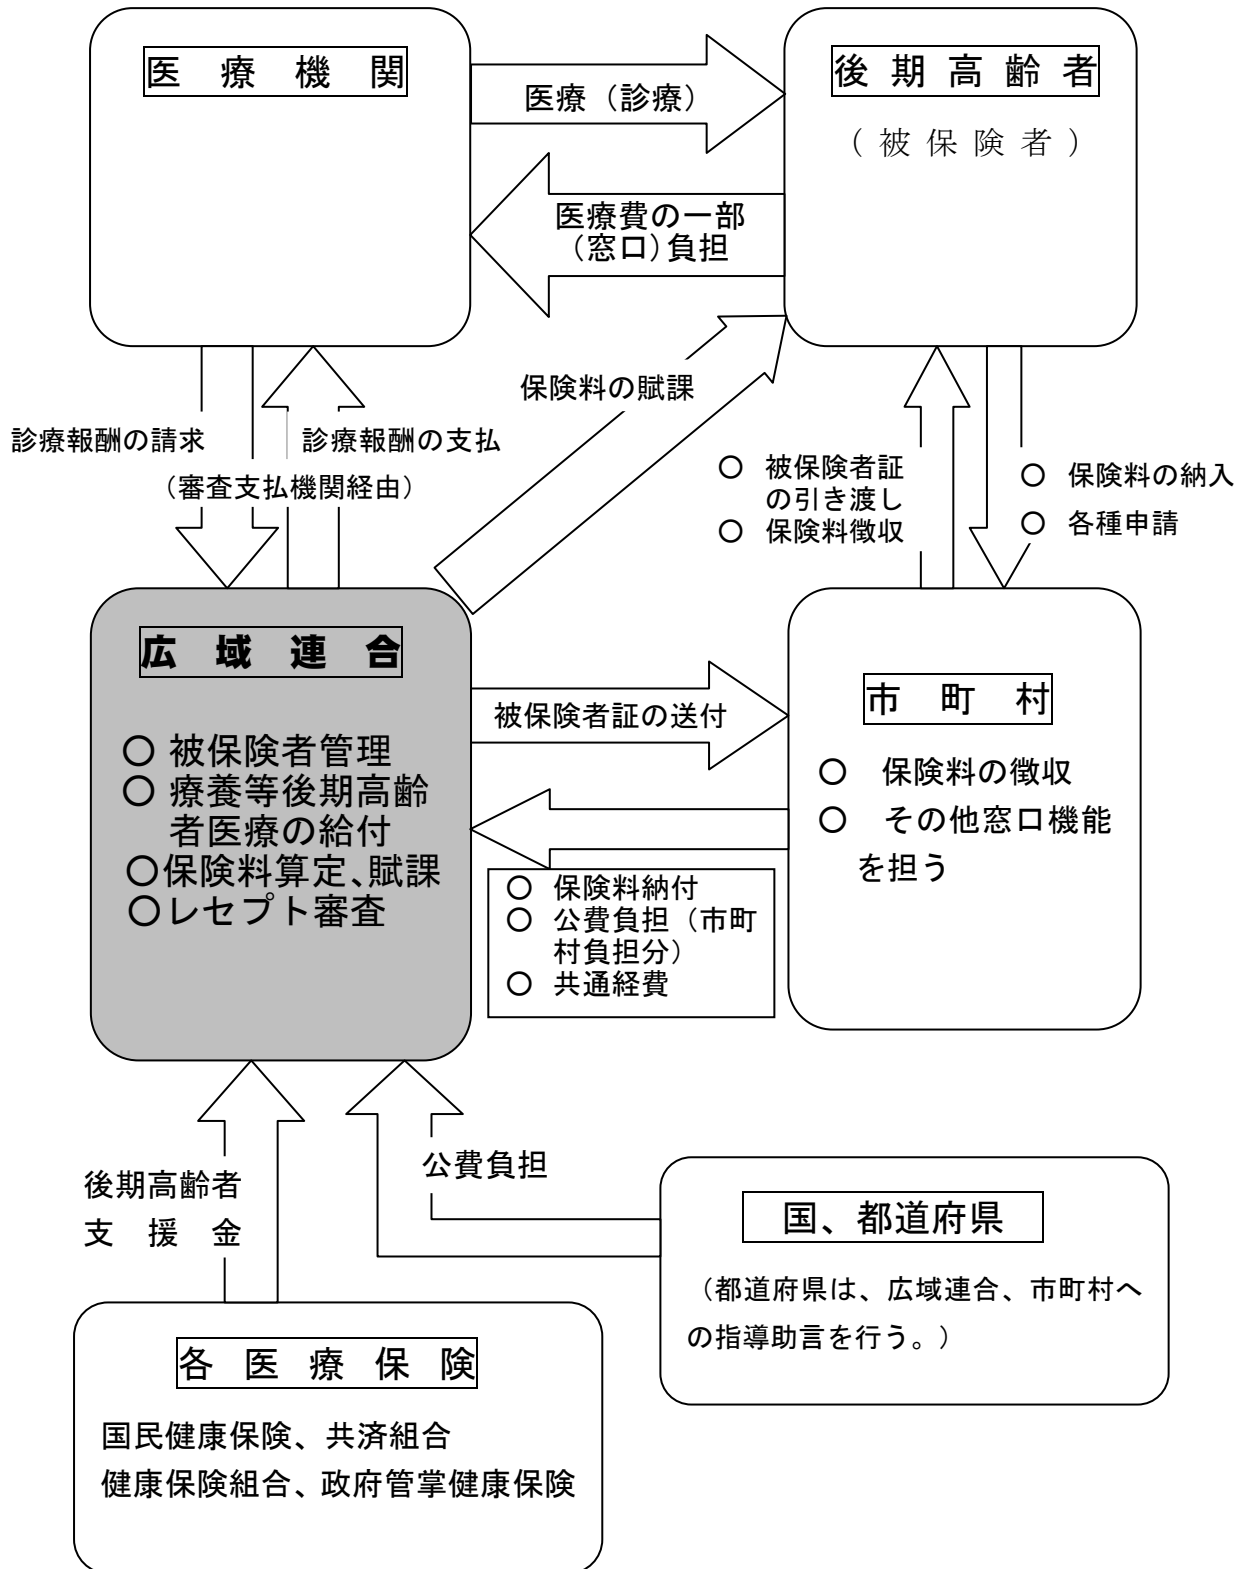 医療機関
後期高齢者
（被保険者）
医療（診療）
医療費の一部
（窓口）負担
保険料の賦課
診療報酬の請求
診療報酬の支払
（審査支払機関経由）
○ 被保険者証
の引き渡し
○ 保険料徴収
○ 保険料の納入
○ 各種申請
広域連合
○ 被保険者管理
○ 療養等後期高齢
者医療の給付
○保険料算定、賦課
○レセプト審査
被保険者証の送付
市町村
○ 保険料の徴収
○ その他窓口機能
を担う
○ 保険料納付
○ 公費負担（市町
村負担分）
○ 共通経費
後期高齢者
支援金
公費負担
国、都道府県
（都道府県は、広域連合、市町村へ
の指導助言を行う。）
各医療保険
国民健康保険、共済組合
健康保険組合、政府管掌健康保険